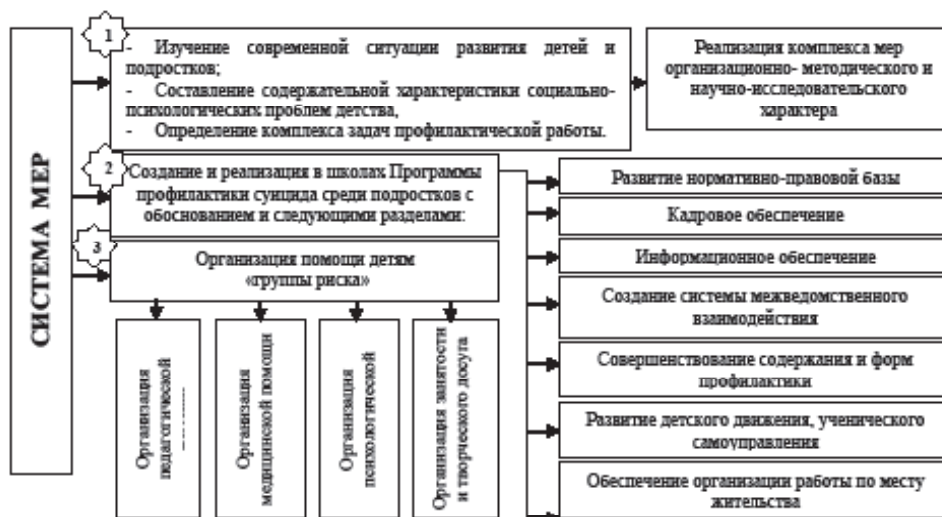 СИСТЕМА МЕР
1
- Изучение современной ситуации развития детей и
подростков;
- Составление содержательной характеристики социально-
психологических проблем детства,
- Определение комплекса задач профилактической работы.
Реализация комплекса мер
организационно- методического и
научно-исследовательского
характера
2
Создание и реализация в школах Программы
профилактики суицида среди подростков с
обоснованием и следующими разделами:
Развитие нормативно-правовой базы
Кадровое обеспечение
Информационное обеспечение
Создание системы межведомственного
взаимодействия
Совершенствование содержания и форм
профилактики
Развитие детского движения, ученического
самоуправления
Обеспечение организации работы по месту
жительства
3
Организация помощи детям
«группы риска»
Организация
педагогической
Организация
медицинской помощи
Организация
психологической
Организация занятости
и творческого досуга